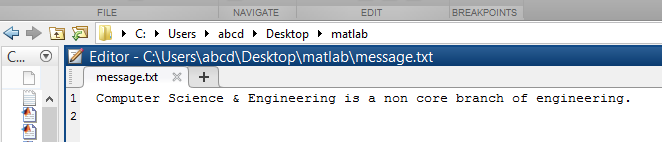 FILE NAVIGATE EDIT BREAKPOINTS
C: Users abcd Desktop matlab
C... Editor - C:\Users\abcd\Desktop\matlab\message.txt
message.txt
1 Computer Science & Engineering is a non core branch of engineering.
2